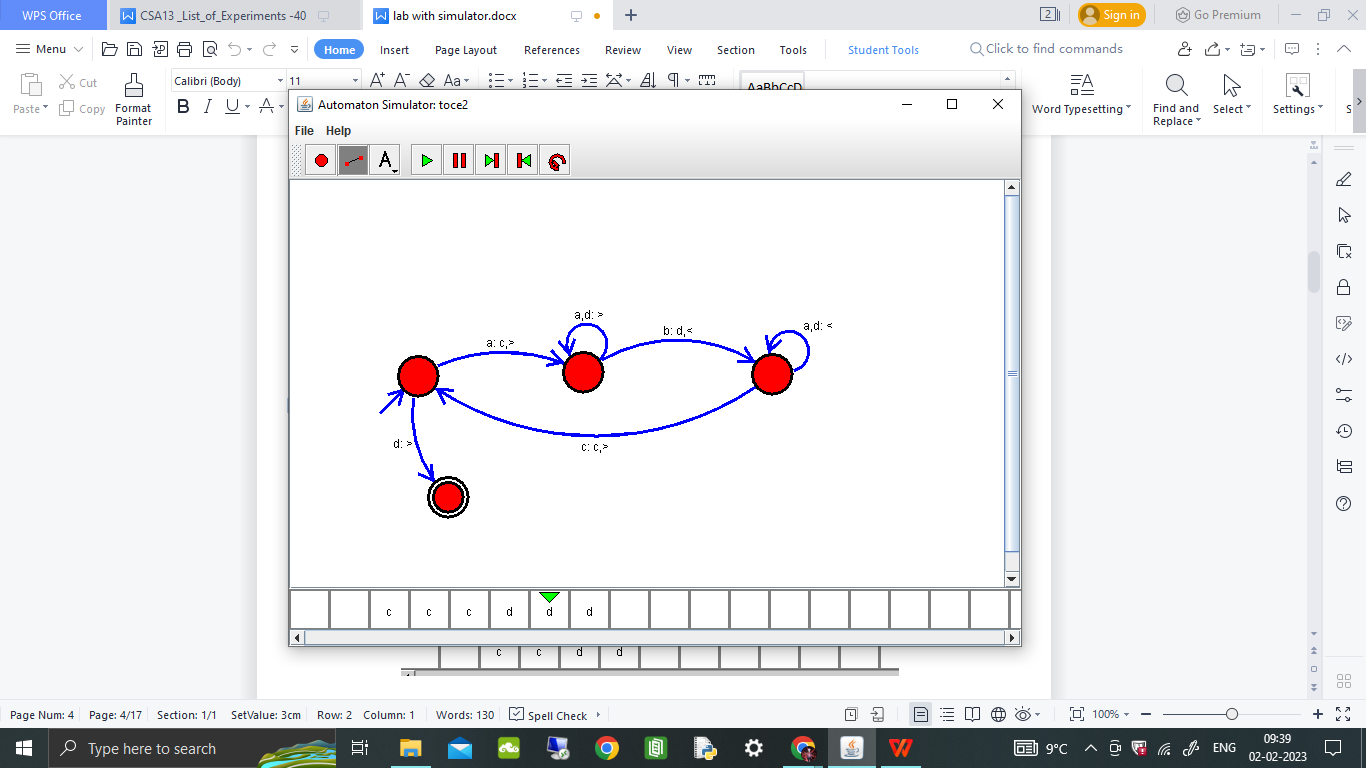 WPS Office
CSA13 _List_of_Experiments -40
lab with simulator.docx
+
2
Sign in
Go Premium
Menu
Home
Insert
Page Layout
References
Review
View
Section
Tools
Student Tools
Click to find commands
Paste
Cut
Copy
Format
Painter
Calibri (Body)
11
B I U A
AaBbCcD
Word Typesetting
Find and
Replace
Select
Settings
Automaton Simulator: toce2
File Help
A
a: c,>
a,d: >
b: d,<
a,d: <
d: >
c: c,>
c c c d d d
c c d d
Page Num: 4 Page: 4/17 Section: 1/1 SetValue: 3cm Row: 2 Column: 1 Words: 130 Spell Check
100%
Type here to search
9°C
ENG
09:39
02-02-2023